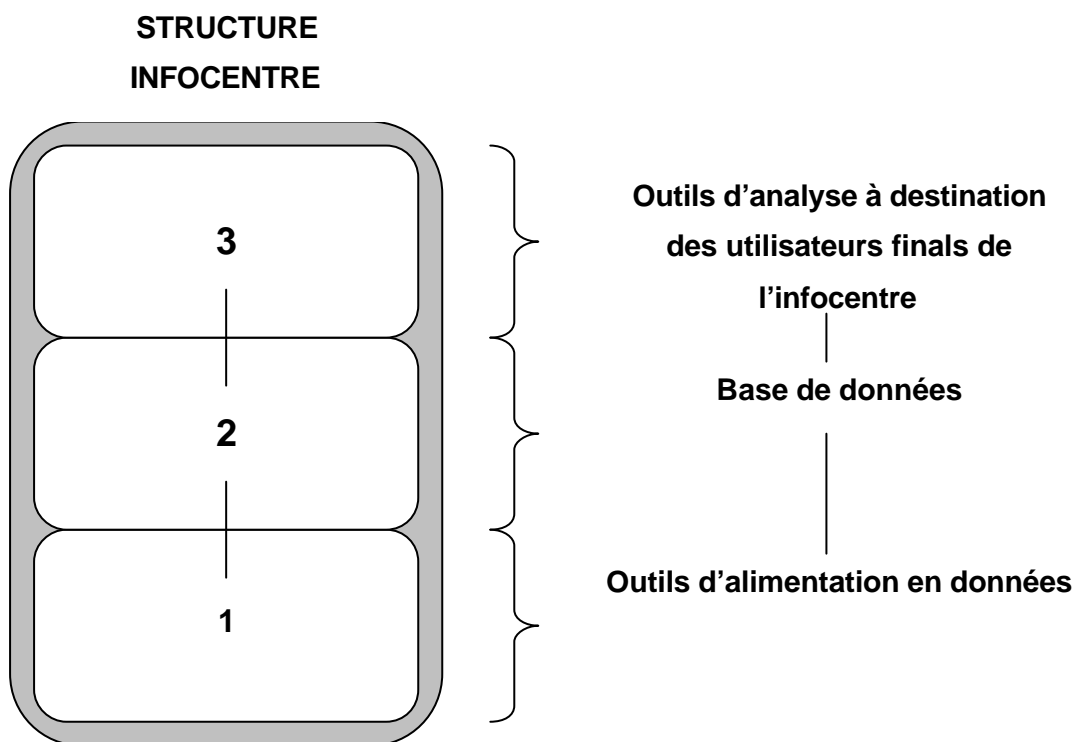 STRUCTURE
INFOCENTRE
3
Outils d’analyse à destination
des utilisateurs finals de
l’infocentre
Base de données
2
Outils d’alimentation en données
1